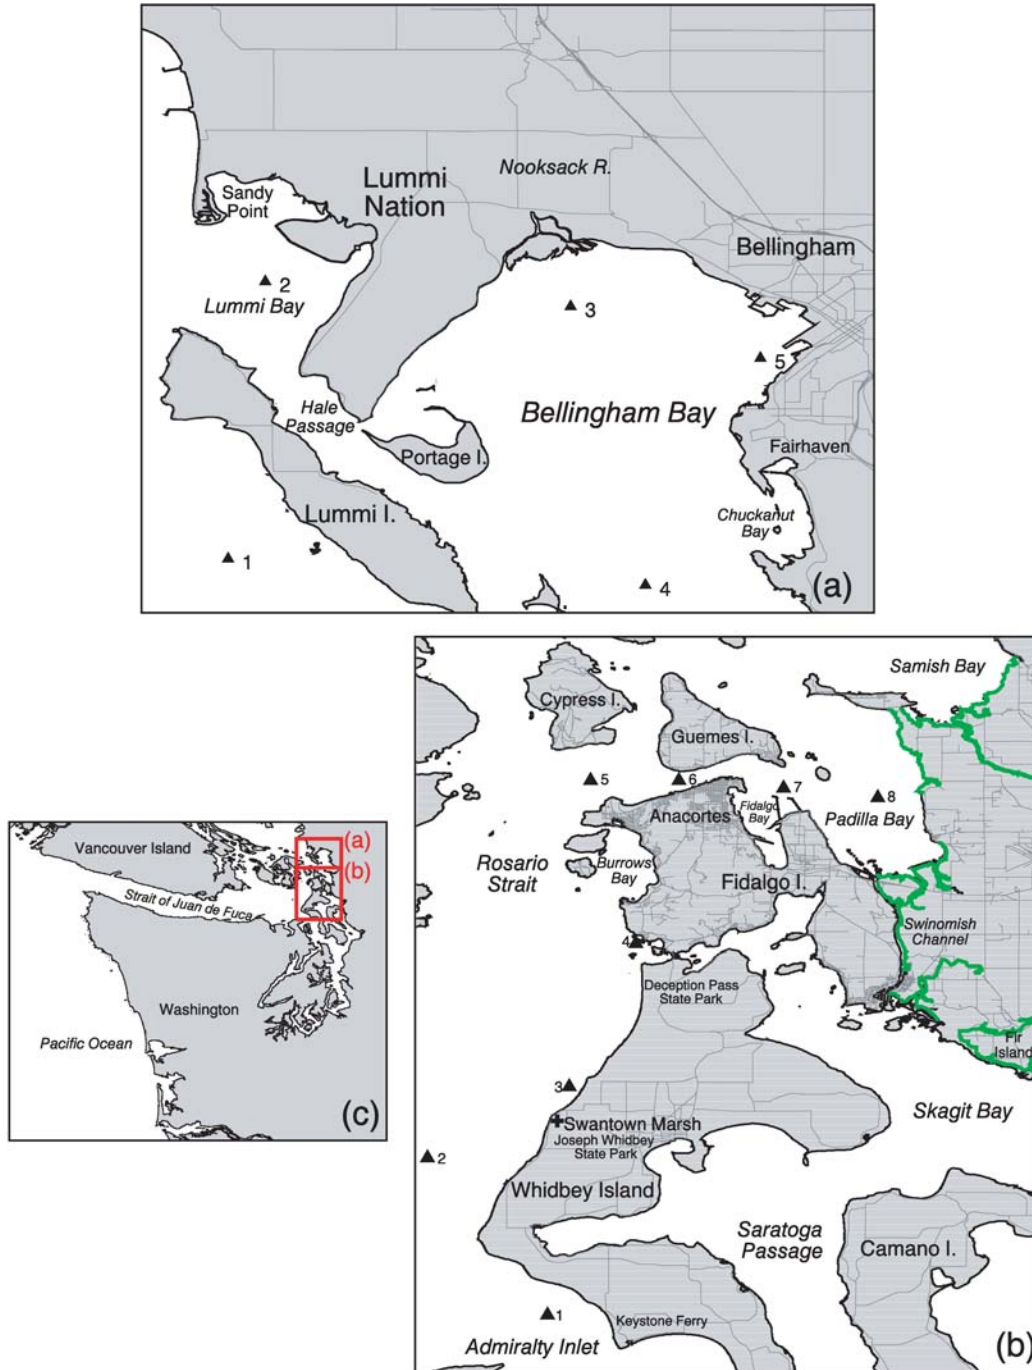 Nooksack R.
Lummi
Nation
Sandy
Point
Bellingham
2
Lummi Bay
3
5
Hale
Passage
Bellingham Bay
Portage I.
Fairhaven
Lummi I.
Chuckanut
Bay
1
4
(a)
Samish Bay
Cypress I.
Guemes I.
5
6
7
8
Anacortes
Fidalgo
Bay
Padilla Bay
Rosario
Strait
Burrows
Bay
Fidalgo I.
Swinomish
Channel
4
Deception Pass
State Park
Fir
Island
3
Swantown Marsh
Joseph Whidbey
State Park
Skagit Bay
2
Whidbey Island
Saratoga
Passage
Camano I.
1
Keystone Ferry
Admiralty Inlet
(b)
Vancouver Island
(a)
(b)
Strait of Juan de Fuca
Washington
Pacific Ocean
(c)